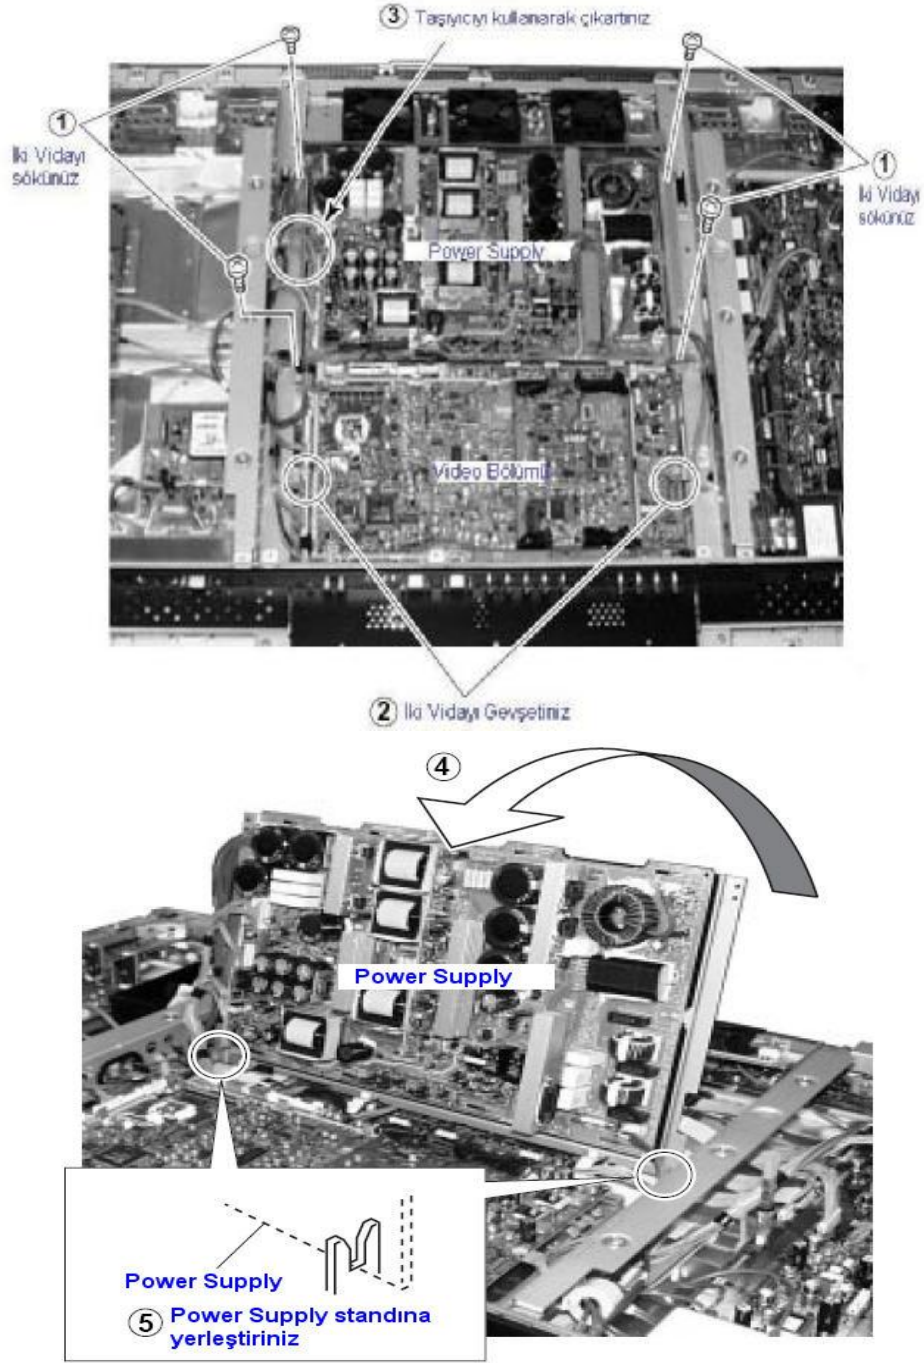 ③ Taşıyıcıyı kullanarak çıkartınız
①
İki Vidayı
sökünüz
①
İki Vidayı
sökünüz
Power Supply
Video Bölümü
② İki Vidayı Gevşetiniz
④
Power Supply
Power Supply
⑤ Power Supply standına
yerleştiriniz